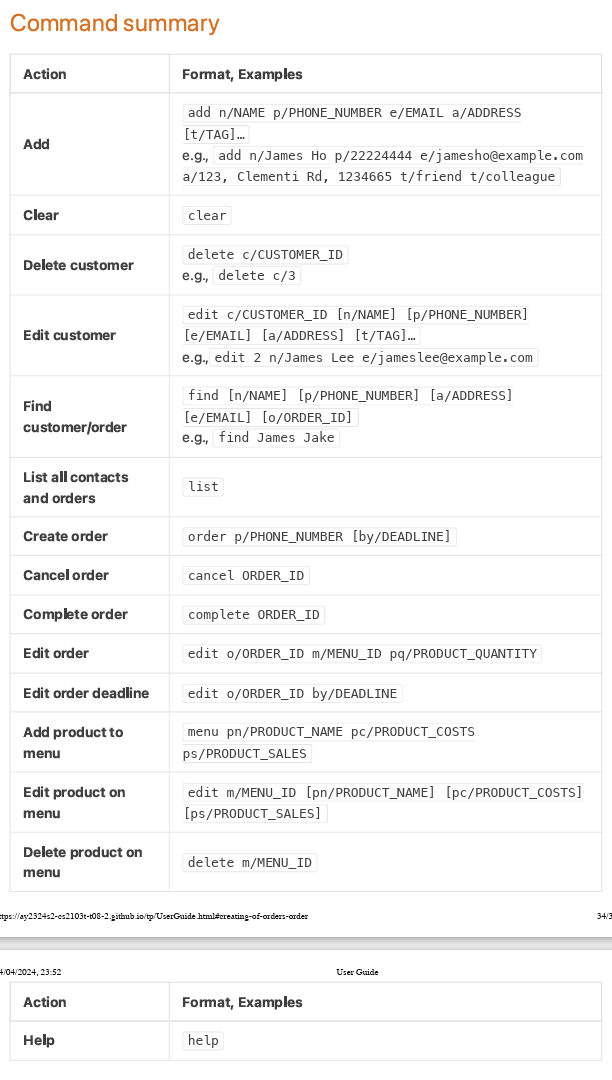 Command summary
Action Format, Examples
Add
add n/NAME p/PHONE_NUMBER e/EMAIL a/ADDRESS
[t/TAG]…
e.g., add n/James Ho p/22224444 e/jamesho@example.com
a/123, Clementi Rd, 1234665 t/friend t/colleague
Clear clear
Delete customer
delete c/CUSTOMER_ID
e.g., delete c/3
Edit customer
edit c/CUSTOMER_ID [n/NAME] [p/PHONE_NUMBER]
[e/EMAIL] [a/ADDRESS] [t/TAG]…
e.g., edit 2 n/James Lee e/jameslee@example.com
Find
customer/order
find [n/NAME] [p/PHONE_NUMBER] [a/ADDRESS]
[e/EMAIL] [o/ORDER_ID]
e.g., find James Jake
List all contacts
and orders
list
Create order order p/PHONE_NUMBER [by/DEADLINE]
Cancel order cancel ORDER_ID
Complete order complete ORDER_ID
Edit order edit o/ORDER_ID m/MENU_ID pq/PRODUCT_QUANTITY
Edit order deadline edit o/ORDER_ID by/DEADLINE
Add product to
menu
menu pn/PRODUCT_NAME pc/PRODUCT_COSTS
ps/PRODUCT_SALES
Edit product on
menu
edit m/MENU_ID [pn/PRODUCT_NAME] [pc/PRODUCT_COSTS]
[ps/PRODUCT_SALES]
Delete product on
menu
delete m/MENU_ID
ttps://ay2324s2-cs2103t-t08-2.github.io/tp/UserGuide.html#creating-of-orders-order 34/3
4/04/2024, 23:52 User Guide
Action Format, Examples
Help help